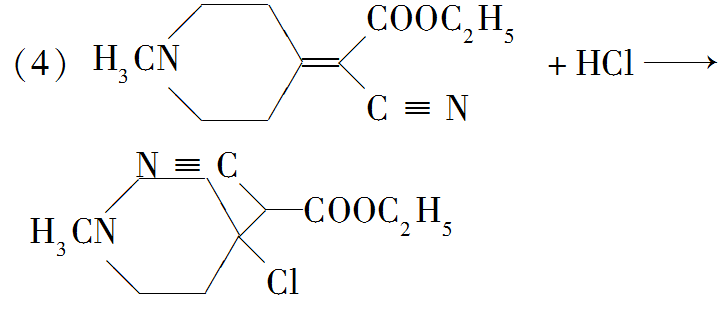 (4) H₃CN COOC₂H₅ C≡N + HCl ⟶
N≡C H₃CN COOC₂H₅ Cl